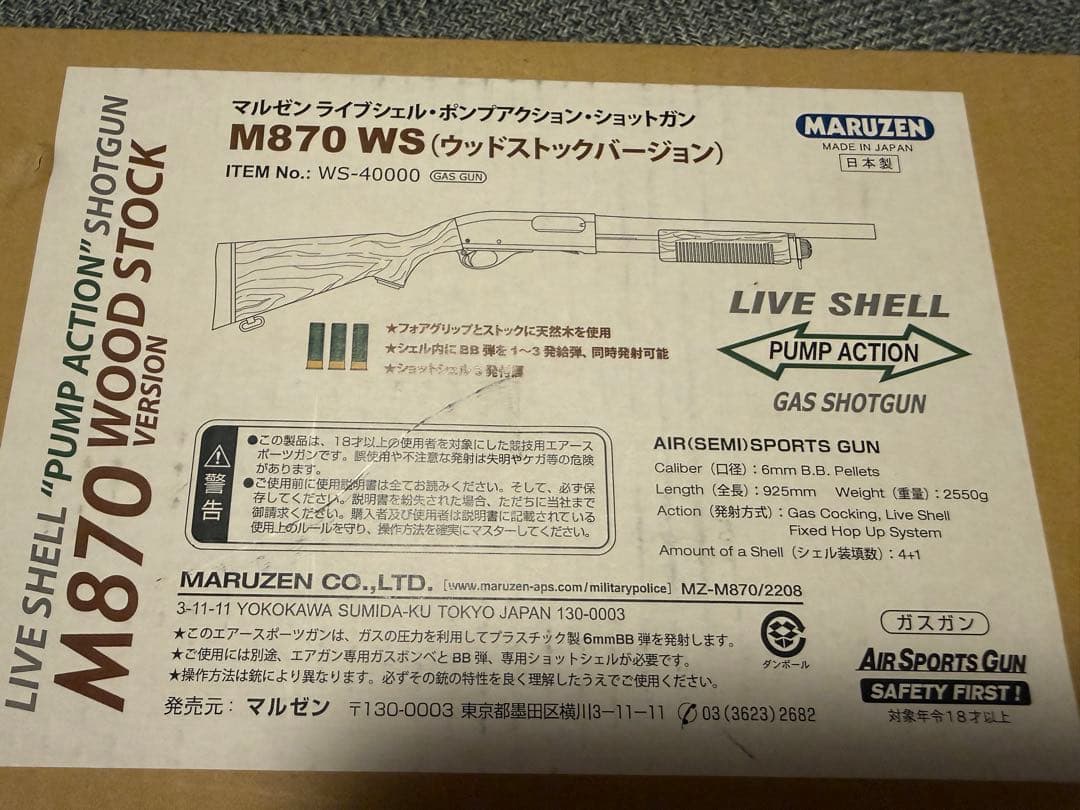 LIVE SHELL "PUMP ACTION" SHOTGUN
M870 WOOD STOCK
VERSION
マルゼン ライブシェル・ポンプアクション・ショットガン
M870 WS(ウッドストックバージョン)
ITEM No.: WS-40000 GAS GUN
MARUZEN
MADE IN JAPAN
日本製
★フォアグリップとストックに天然木を使用
★シェル内にBB弾を1〜3発給弾、同時発射可能
★ショットシェル 発付属
LIVE SHELL
PUMP ACTION
GAS SHOTGUN
警告
●この製品は、18才以上の使用者を対象にした競技用エアース
ポーツガンです。誤使用や不注意な発射は失明やケガ等の危険
があります。
●ご使用前に使用説明書は全てお読みください。そして、必ず保
存してください。説明書を紛失された場合、ただちに当社まで
御請求ください。購入者及び使用者は説明書に記載されている
使用上のルールを守り、操作方法を確実にマスターしてください。
AIR(SEMI)SPORTS GUN
Caliber(口径):6mm B.B. Pellets
Length(全長):925mm Weight(重量):2550g
Action(発射方式):Gas Cocking, Live Shell
Fixed Hop Up System
Amount of a Shell(シェル装填数):4+1
MARUZEN CO.,LTD. [www.maruzen-aps.com/militarypolice] MZ-M870/2208
3-11-11 YOKOKAWA SUMIDA-KU TOKYO JAPAN 130-0003
★このエアースポーツガンは、ガスの圧力を利用してプラスチック製6mmBB弾を発射します。
★ご使用には別途、エアガン専用ガスボンベとBB弾、専用ショットシェルが必要です。
★操作方法は銃により異なります。必ずその銃の特性を良く理解したうえでご使用ください。
発売元: マルゼン 〒130-0003 東京都墨田区横川3-11-11 03(3623)2682
ダンボール
ガスガン
AIR SPORTS GUN
SAFETY FIRST!
対象年令18才以上